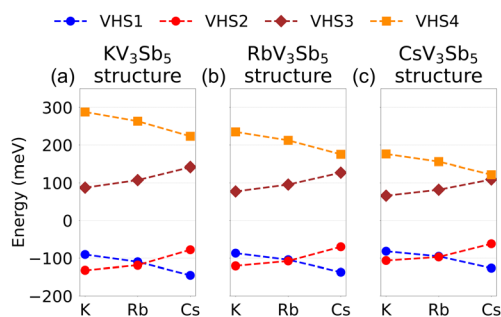 VHS1 VHS2 VHS3 VHS4
(a) KV₃Sb₅ structure
(b) RbV₃Sb₅ structure
(c) CsV₃Sb₅ structure
Energy (meV)
300
200
100
0
−100
−200
K Rb Cs
K Rb Cs
K Rb Cs